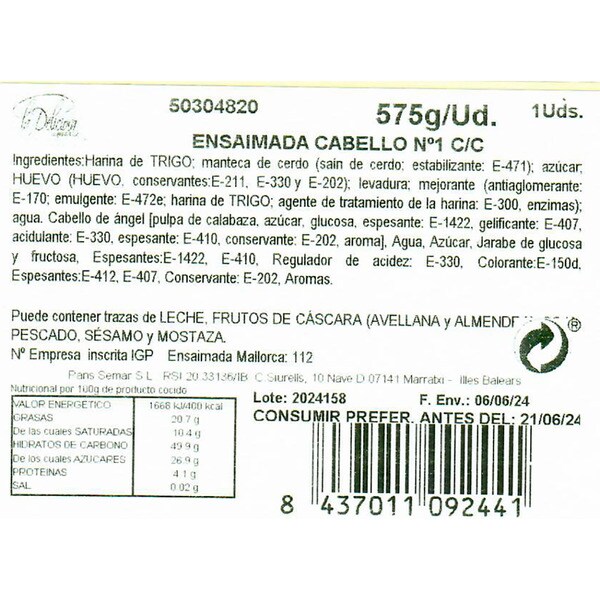 La Deliciosa
50304820
575g/Ud.
1Uds.
ENSAIMADA CABELLO Nº1 C/C
Ingredientes:Harina de TRIGO; manteca de cerdo (sain de cerdo; estabilizante: E-471); azúcar;
HUEVO (HUEVO, conservantes:E-211, E-330 y E-202); levadura; mejorante (antiaglomerante:
E-170; emulgente: E-472e; harina de TRIGO; agente de tratamiento de la harina: E-300, enzimas);
agua. Cabello de ángel [pulpa de calabaza, azúcar, glucosa, espesante: E-1422, gelificante: E-407,
acidulante: E-330, espesante: E-410, conservante: E-202, aroma], Agua, Azúcar, Jarabe de glucosa
y fructosa, Espesantes:E-1422, E-410, Regulador de acidez: E-330, Colorante:E-150d,
Espesantes:E-412, E-407, Conservante: E-202, Aromas.
Puede contener trazas de LECHE, FRUTOS DE CÁSCARA (AVELLANA y
PESCADO, SÉSAMO y MOSTAZA.
®
Nº Empresa inscrita IGP Ensaimada Mallorca: 112
Pans Semar S.L. RSI 20.33136/IB C.Siurells, 10 Nave D 07141 Marratxi - Illes Balears
Nutricional por 100g de producto cocido
VALOR ENERGETICO 1668 kJ/400 kcal
GRASAS 20.7 g
De las cuales SATURADAS 10.4 g
HIDRATOS DE CARBONO 49.9 g
De los cuales AZUCARES 26.9 g
PROTEINAS 4.1 g
SAL 0.02 g
Lote: 2024158 F. Env.: 06/06/24
CONSUMIR PREFER. ANTES DEL: 21/06/24
8 437011 092441